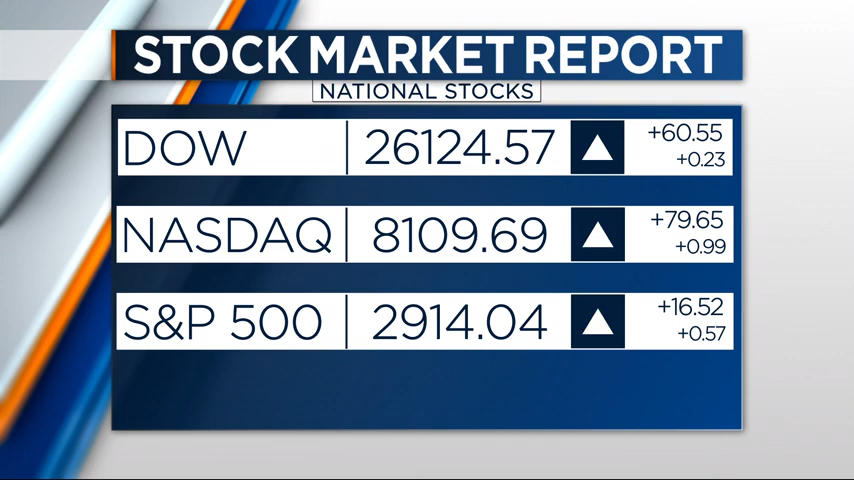 STOCK MARKET REPORT
NATIONAL STOCKS
DOW 26124.57 +60.55
+0.23
NASDAQ 8109.69 +79.65
+0.99
S&P 500 2914.04 +16.52
+0.57